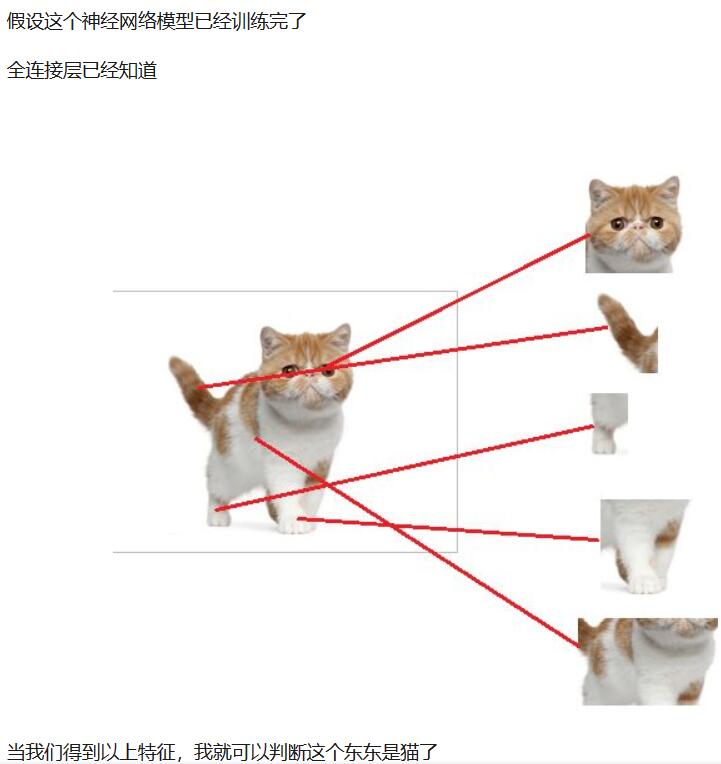 假设这个神经网络模型已经训练完了
全连接层已经知道
当我们得到以上特征，我就可以判断这个东东是猫了